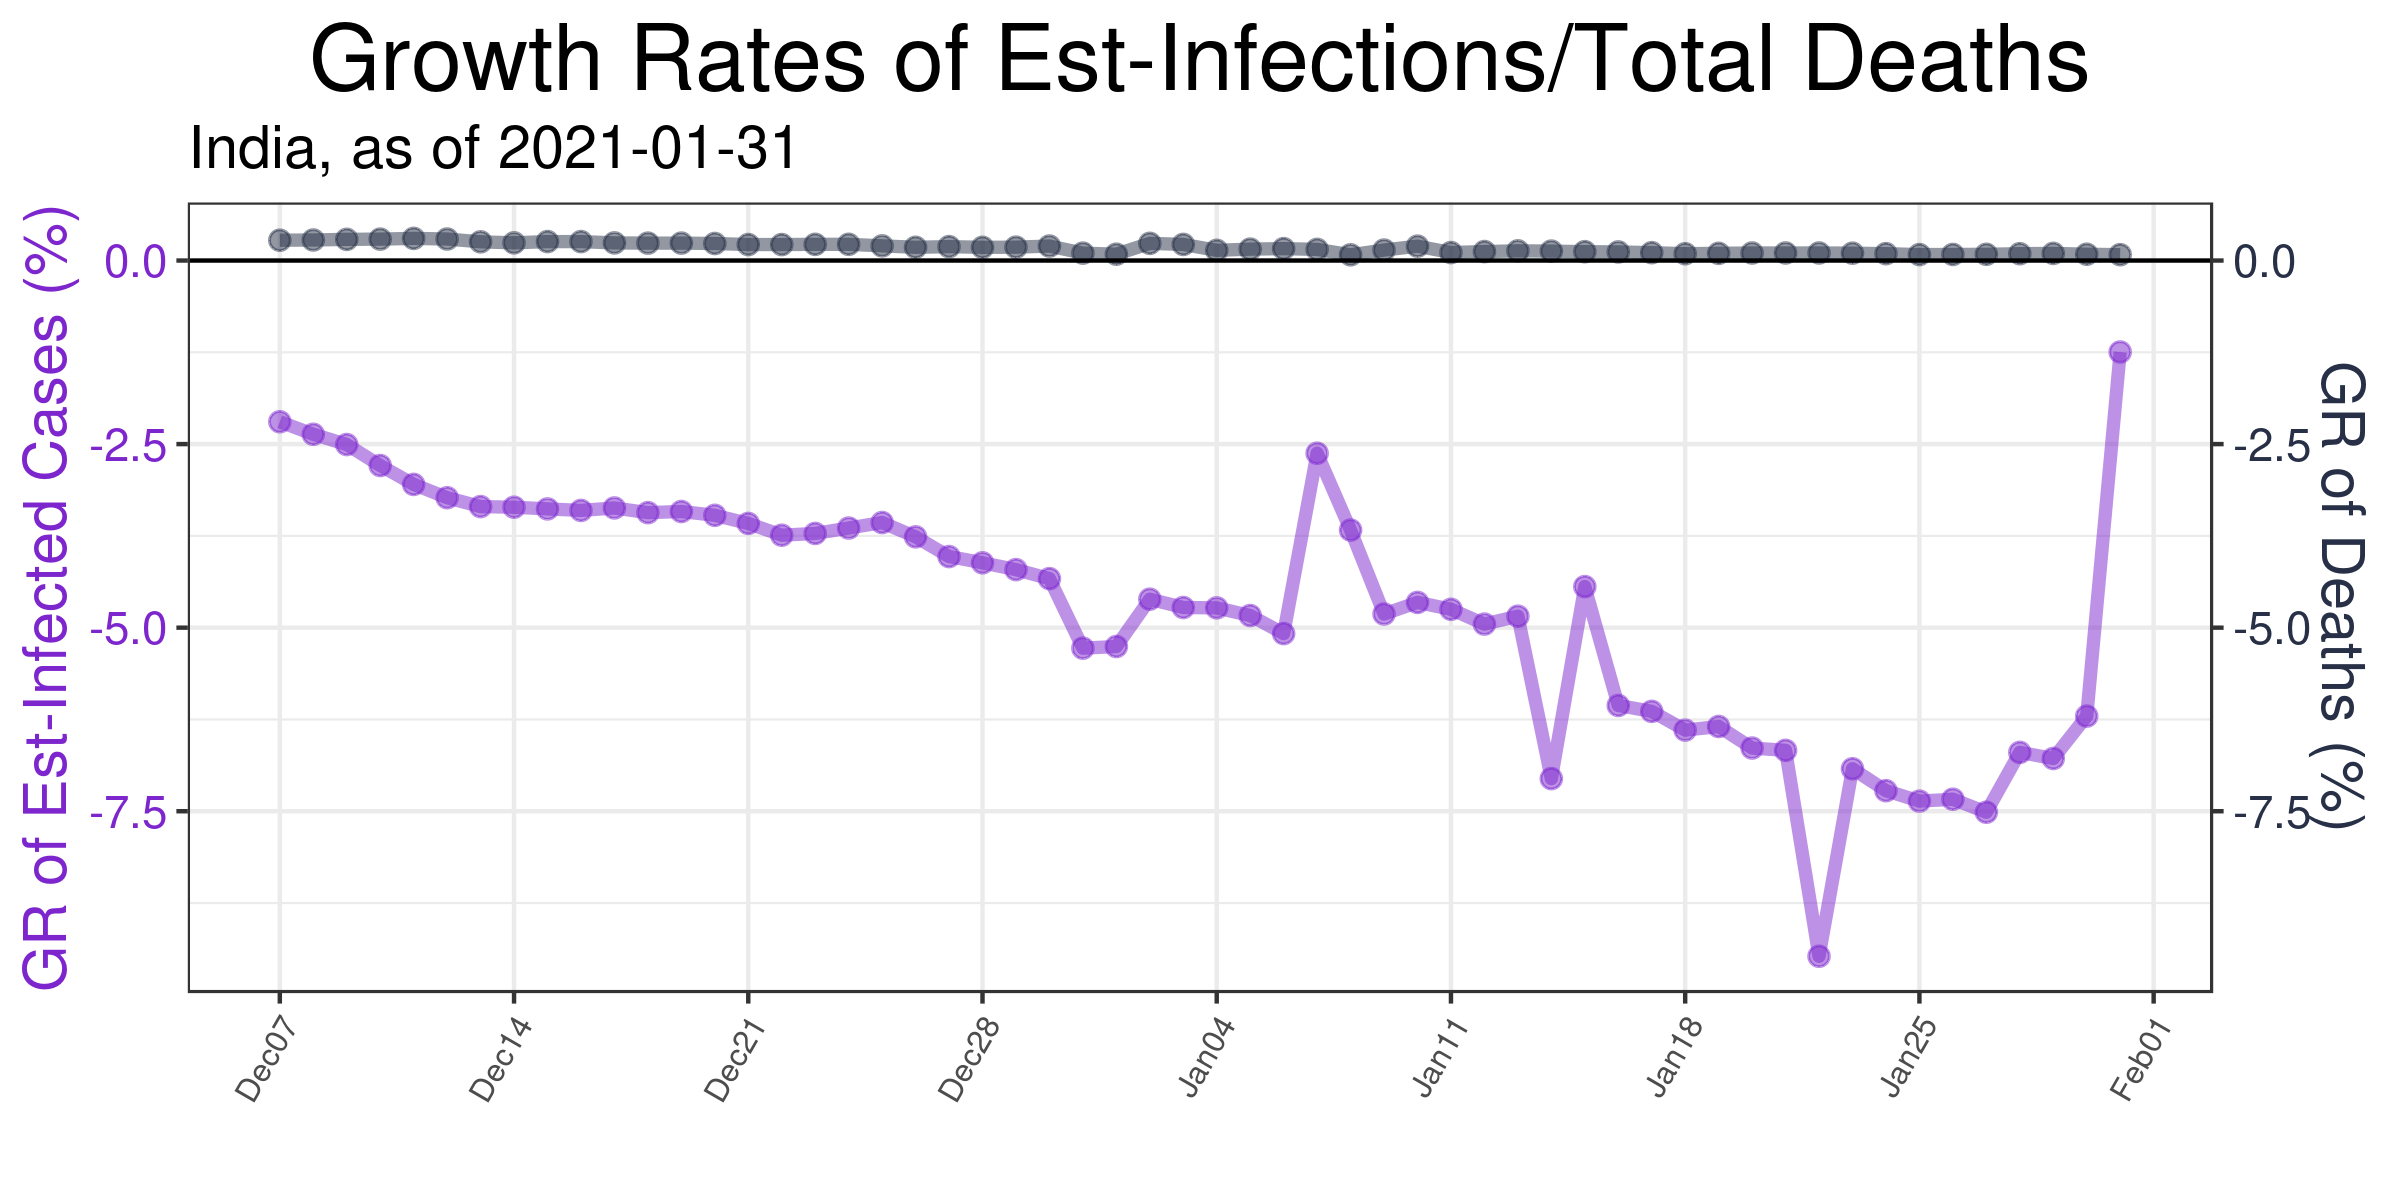 Growth Rates of Est-Infections/Total Deaths
India, as of 2021-01-31
GR of Est-Infected Cases (%)
0.0
-2.5
-5.0
-7.5
0.0
-2.5
-5.0
-7.5
GR of Deaths (%)
Dec07
Dec14
Dec21
Dec28
Jan04
Jan11
Jan18
Jan25
Feb01